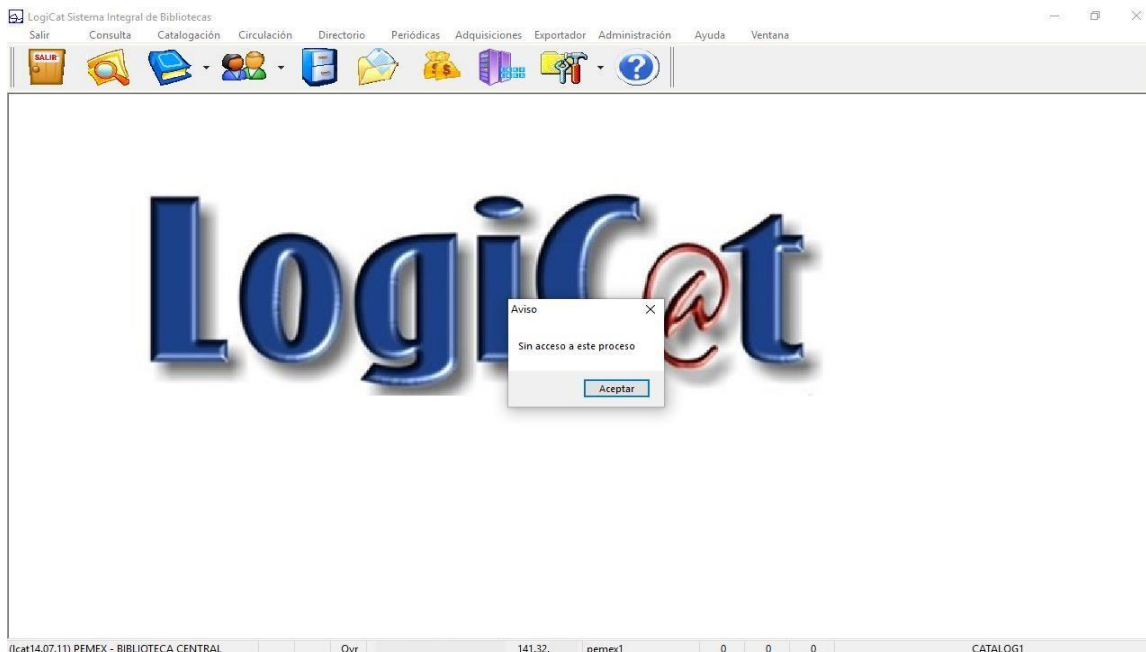 LogiCat Sistema Integral de Bibliotecas
Salir Consulta Catalogación Circulación Directorio Periódicas Adquisiciones Exportador Administración Ayuda Ventana
SALIR
LogiC@t
Aviso
Sin acceso a este proceso
Aceptar
(lcat14.07.11) PEMEX - BIBLIOTECA CENTRAL Ovr 141.32. pemex1 0 0 0 CATALOG1